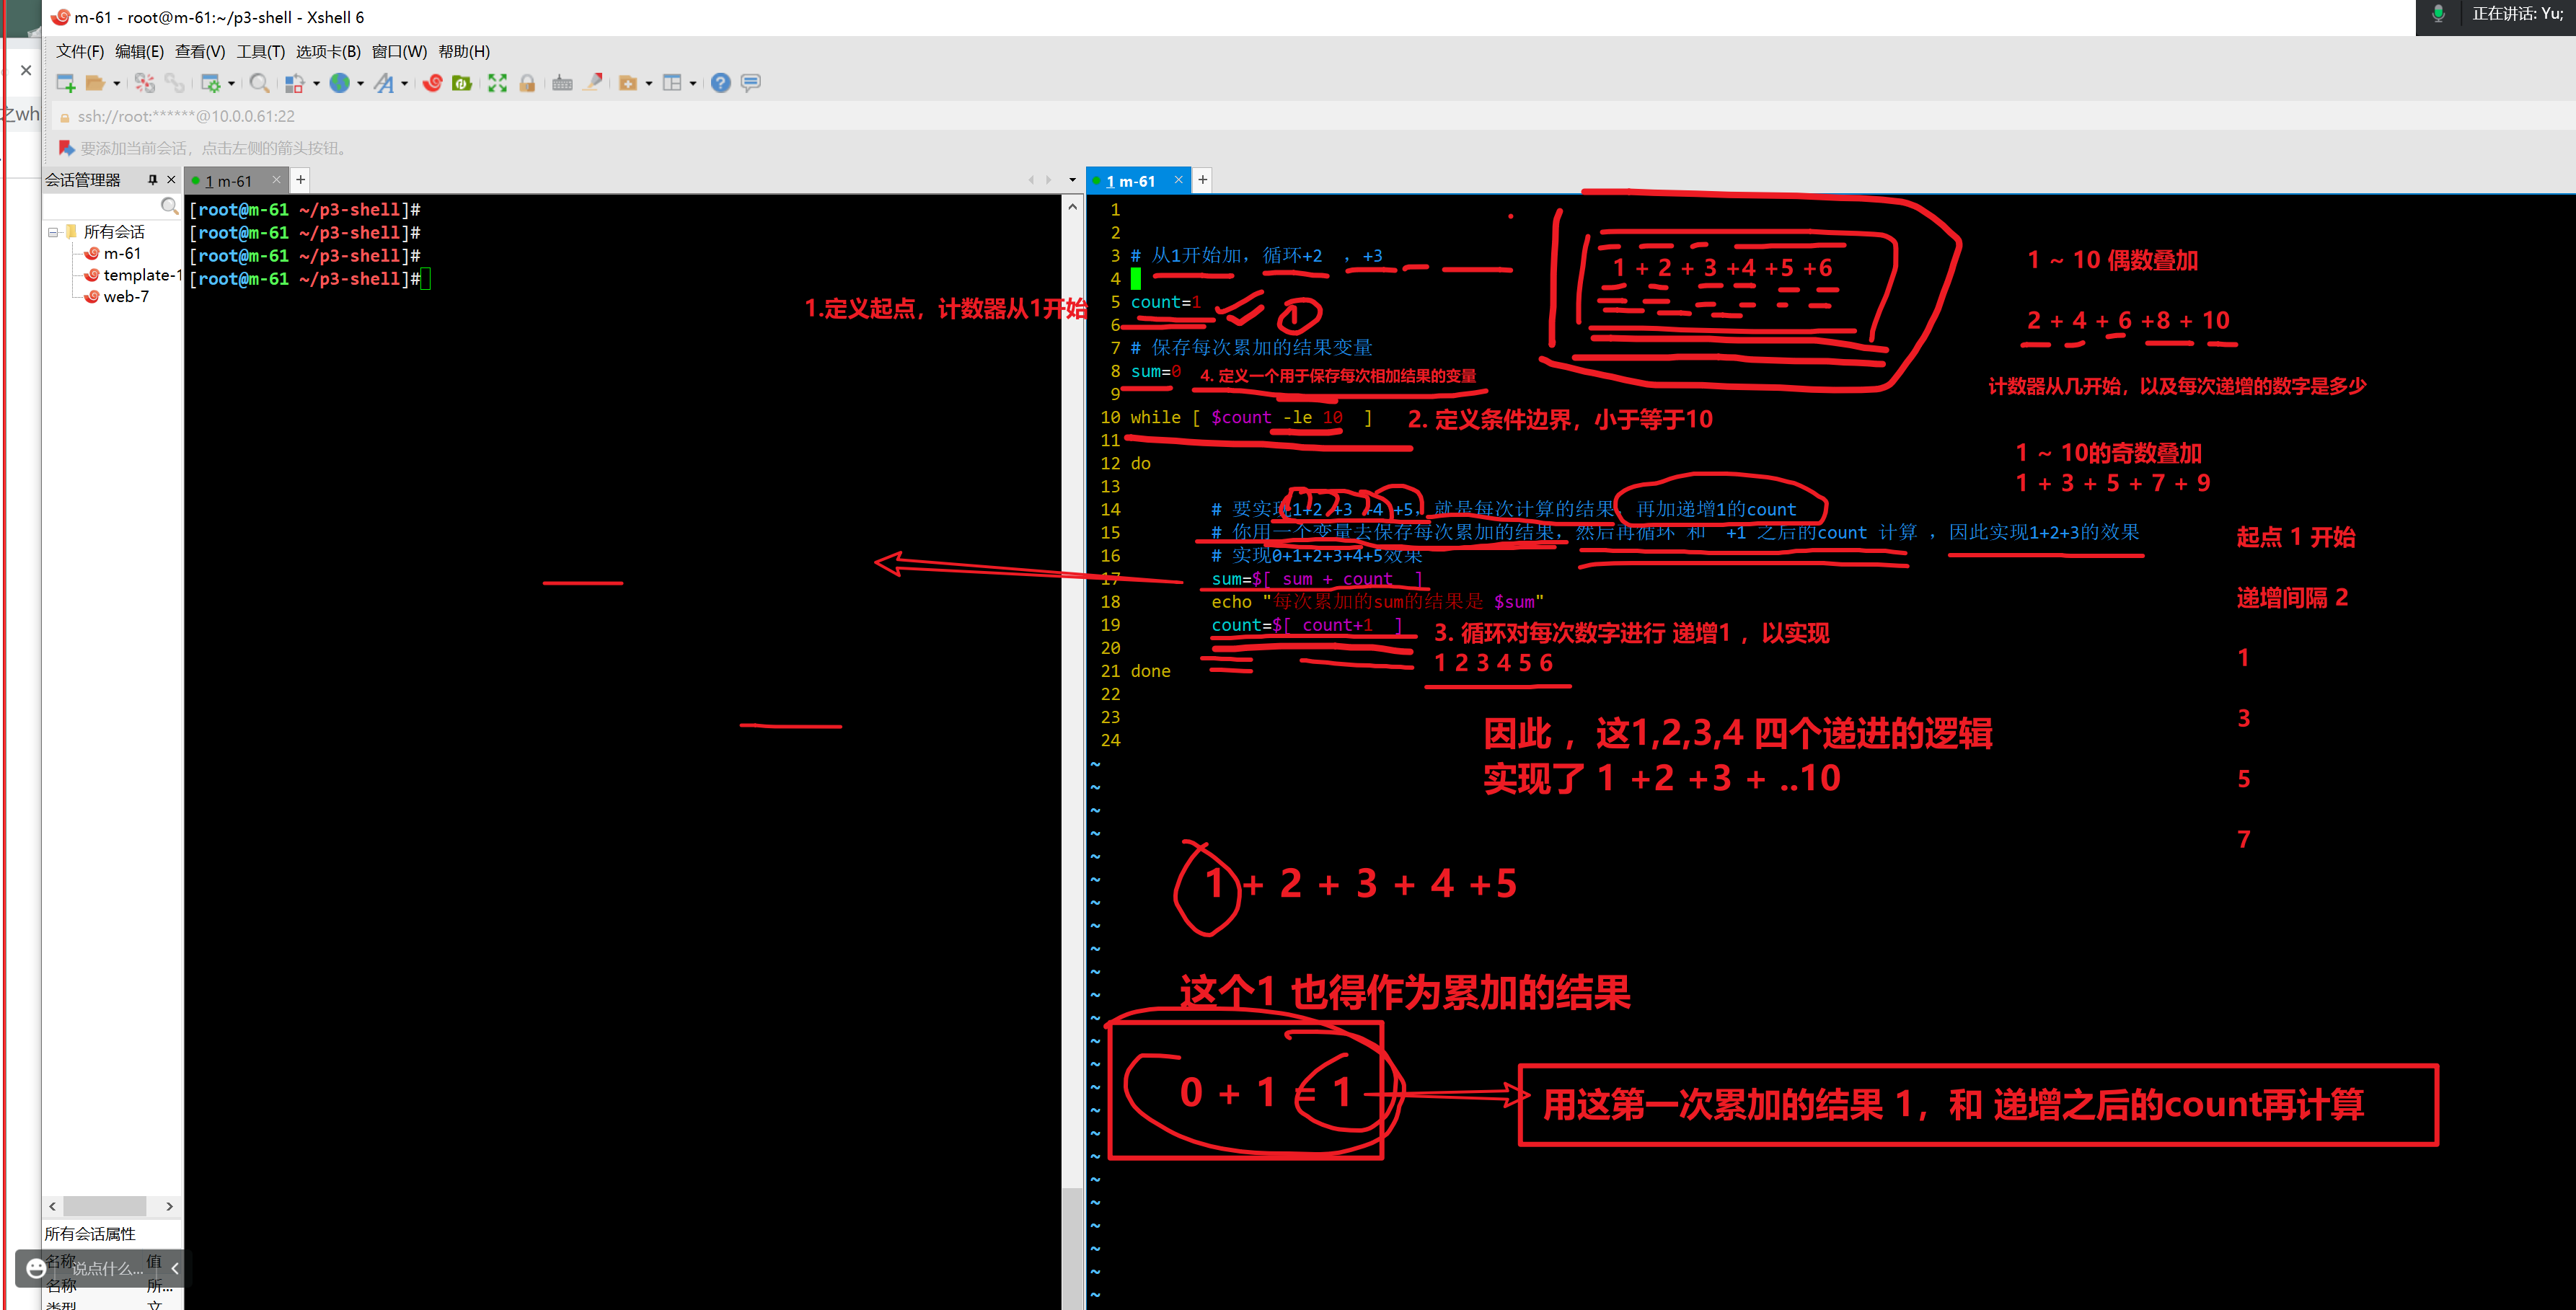 m-61 - root@m-61:~/p3-shell - Xshell 6
正在讲话: Yu;
文件(F) 编辑(E) 查看(V) 工具(T) 选项卡(B) 窗口(W) 帮助(H)
之wh
ssh://root:******@10.0.0.61:22
要添加当前会话，点击左侧的箭头按钮。
会话管理器
1 m-61
1 m-61
所有会话
m-61
template-1
web-7
[root@m-61 ~/p3-shell]#
[root@m-61 ~/p3-shell]#
[root@m-61 ~/p3-shell]#
[root@m-61 ~/p3-shell]#
1.定义起点，计数器从1开始
1
2
3 # 从1开始加，循环+2 ，+3
4
5 count=1
①
6
7 # 保存每次累加的结果变量
8 sum=0
4. 定义一个用于保存每次相加结果的变量
9
10 while [ $count -le 10 ]
2. 定义条件边界，小于等于10
11
12 do
13
14 # 要实现1+2 +3 +4 +5，就是每次计算的结果，再加递增1的count
15 # 你用一个变量去保存每次累加的结果，然后再循环 和 +1 之后的count 计算 ，因此实现1+2+3的效果
16 # 实现0+1+2+3+4+5效果
17 sum=$[ sum + count ]
18 echo "每次累加的sum的结果是 $sum"
19 count=$[ count+1 ]
3. 循环对每次数字进行 递增1 ，以实现
1 2 3 4 5 6
20
21 done
22
23
24
1 + 2 + 3 +4 +5 +6
1 ~ 10 偶数叠加
2 + 4 + 6 +8 + 10
计数器从几开始，以及每次递增的数字是多少
1 ~ 10的奇数叠加
1 + 3 + 5 + 7 + 9
起点 1 开始
递增间隔 2
1
3
5
7
因此 ，这1,2,3,4 四个递进的逻辑
实现了 1 +2 +3 + ..10
1 + 2 + 3 + 4 +5
这个1 也得作为累加的结果
0 + 1 = 1
用这第一次累加的结果 1，和 递增之后的count再计算
所有会话属性
名称 值
说点什么...
名称 所...
类型 文